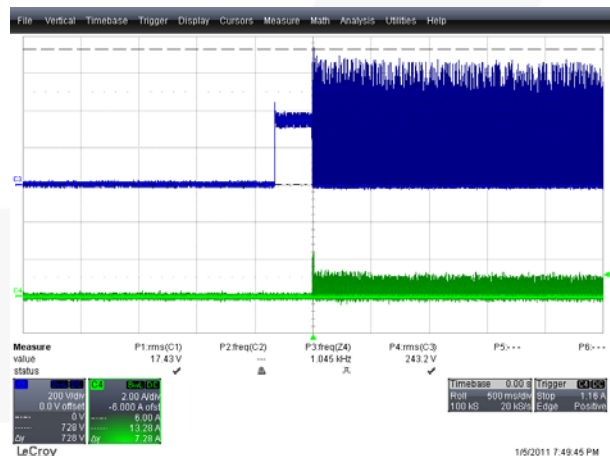 File Vertical Timebase Trigger Display Cursors Measure Math Analysis Utilities Help
C3
C4
Measure P1:rms(C1) P2:freq(C2) P3:freq(Z4) P4:rms(C3) P5:- - - P6:- - -
value 17.43 V --- 1.045 kHz 243.2 V
status
200 V/div
0.0 V offset
0 V
728 V
Δy 728 V
C4 BwL DC
2.00 A/div
-6.000 A ofst
6.00 A
13.28 A
Δy 7.28 A
Timebase 0.00 s
Roll 500 ms/div
100 kS 20 kS/s
Trigger C4 DC
Stop 1.16 A
Edge Positive
LeCroy
1/5/2011 7:49:45 PM